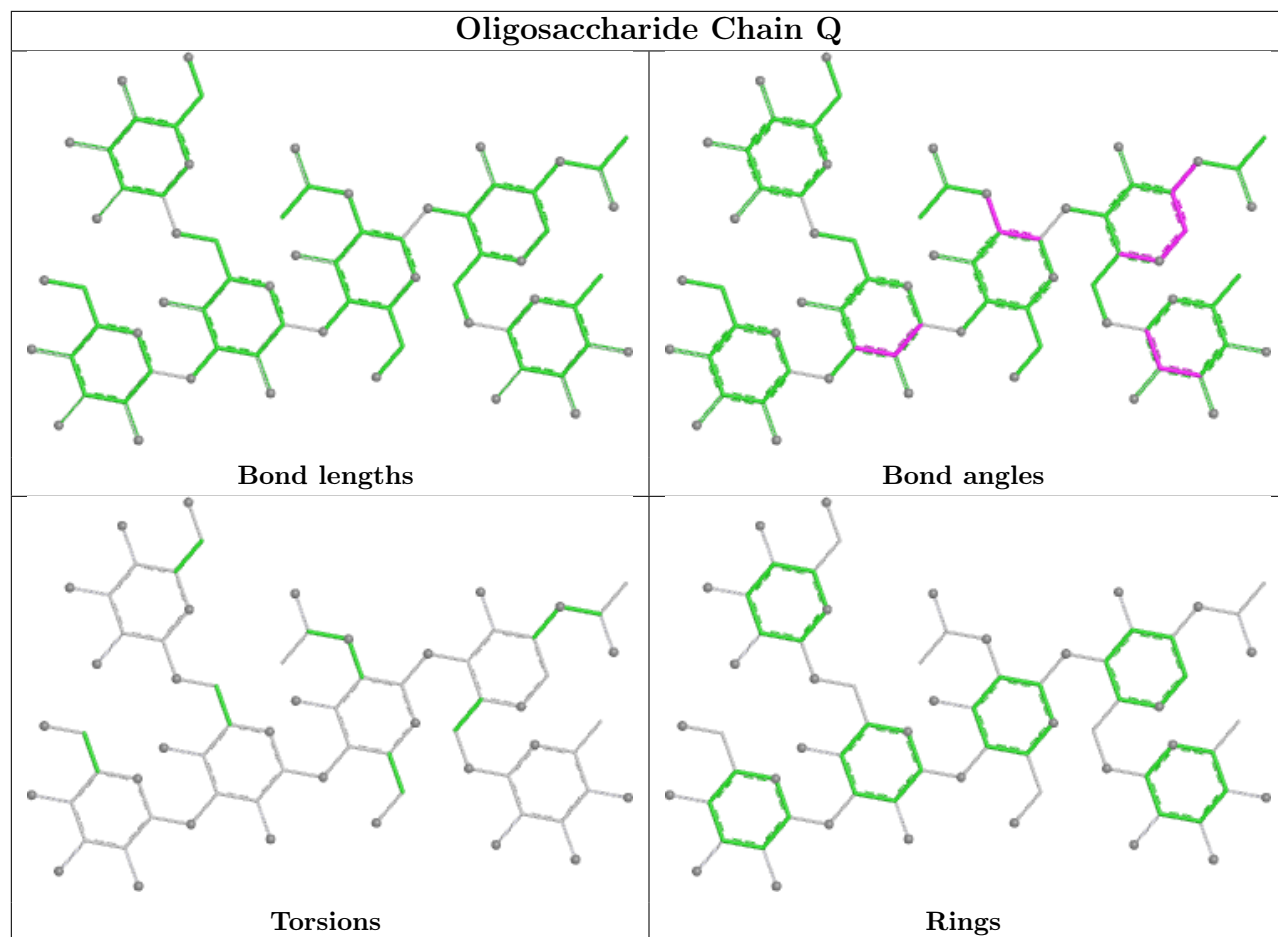 Oligosaccharide Chain Q
Bond lengths
Bond angles
Torsions
Rings